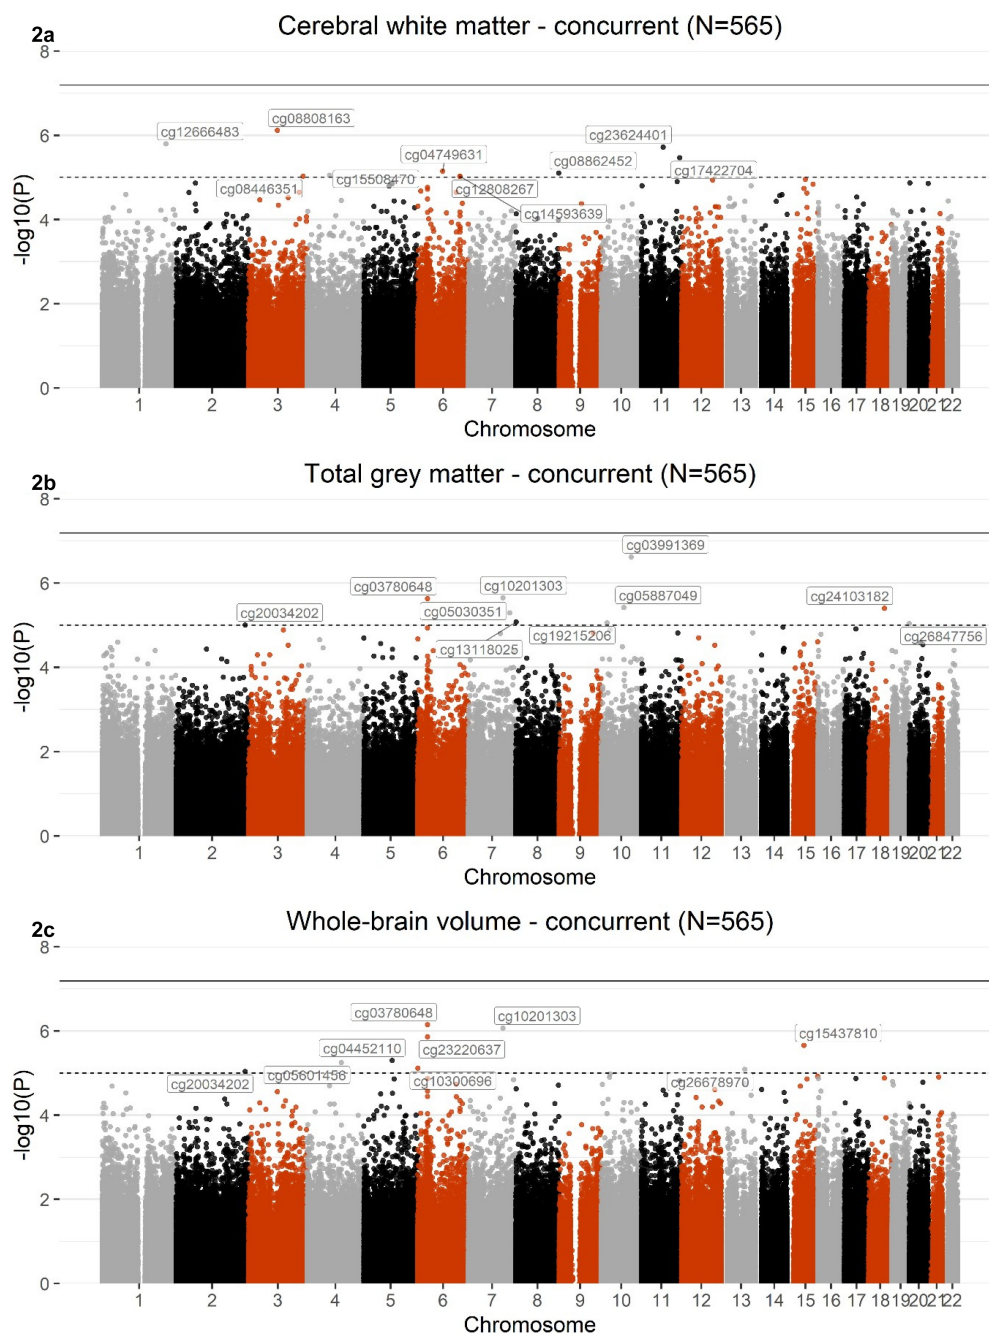 2a
Cerebral white matter - concurrent (N=565)
8
6
4
2
0
-log10(P)
cg12666483
cg08808163
cg23624401
cg04749631
cg08862452
cg17422704
cg08446351
cg15508470
cg12808267
cg14593639
1 2 3 4 5 6 7 8 9 10 11 12 13 14 15 16 17 18 19 20 21 22
Chromosome
2b
Total grey matter - concurrent (N=565)
8
6
4
2
0
-log10(P)
cg03991369
cg03780648
cg10201303
cg05887049
cg24103182
cg20034202
cg05030351
cg19215206
cg26847756
cg13118025
1 2 3 4 5 6 7 8 9 10 11 12 13 14 15 16 17 18 19 20 21 22
Chromosome
2c
Whole-brain volume - concurrent (N=565)
8
6
4
2
0
-log10(P)
cg03780648
cg10201303
cg15437810
cg04452110
cg23220637
cg20034202
cg05601456
cg10300696
cg26678970
1 2 3 4 5 6 7 8 9 10 11 12 13 14 15 16 17 18 19 20 21 22
Chromosome